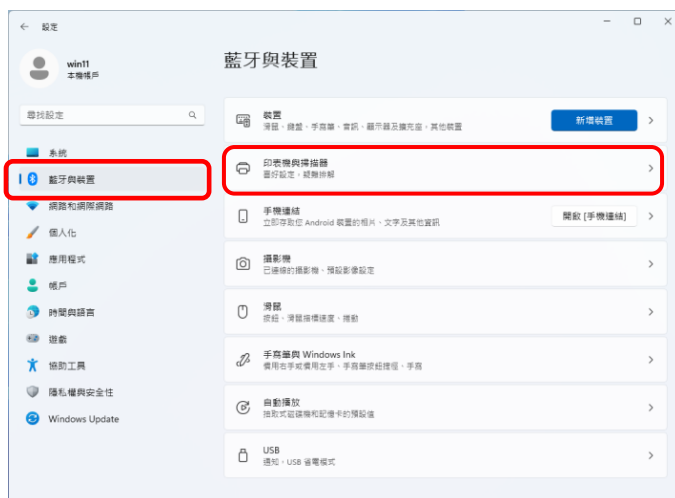 設定
win11
本機帳戶
尋找設定
系統
藍牙與裝置
網路和網際網路
個人化
應用程式
帳戶
時間與語言
遊戲
協助工具
隱私權與安全性
Windows Update
藍牙與裝置
裝置
滑鼠、鍵盤、手寫筆、音訊、顯示器及擴充座、其他裝置
新增裝置
印表機與掃描器
喜好設定、疑難排解
手機連結
立即存取您 Android 裝置的相片、文字及其他資訊
開啟 [手機連結]
攝影機
已連線的攝影機、預設影像設定
滑鼠
按鈕、滑鼠指標速度、捲動
手寫筆與 Windows Ink
慣用右手或慣用左手、手寫筆按鈕捷徑、手寫
自動播放
抽取式磁碟機和記憶卡的預設值
USB
通知、USB 省電模式